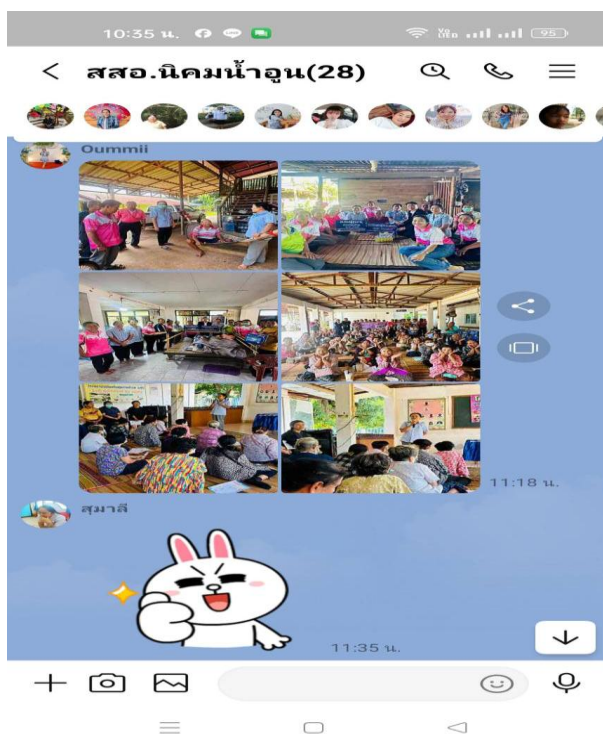 10:35 น.
95
สสอ.นิคมน้ำอูน(28)
Oummii
11:18 น.
สุมาลี
11:35 น.